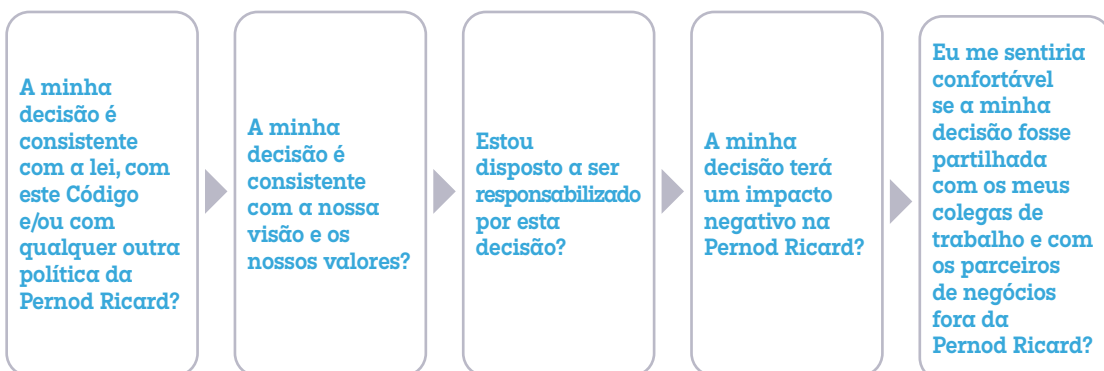 A minha
decisão é
consistente
com a lei, com
este Código
e/ou com
qualquer outra
política da
Pernod Ricard?
A minha
decisão é
consistente
com a nossa
visão e os
nossos valores?
Estou
disposto a ser
responsabilizado
por esta
decisão?
A minha
decisão terá
um impacto
negativo na
Pernod Ricard?
Eu me sentiria
confortável
se a minha
decisão fosse
partilhada
com os meus
colegas de
trabalho e com
os parceiros
de negócios
fora da
Pernod Ricard?